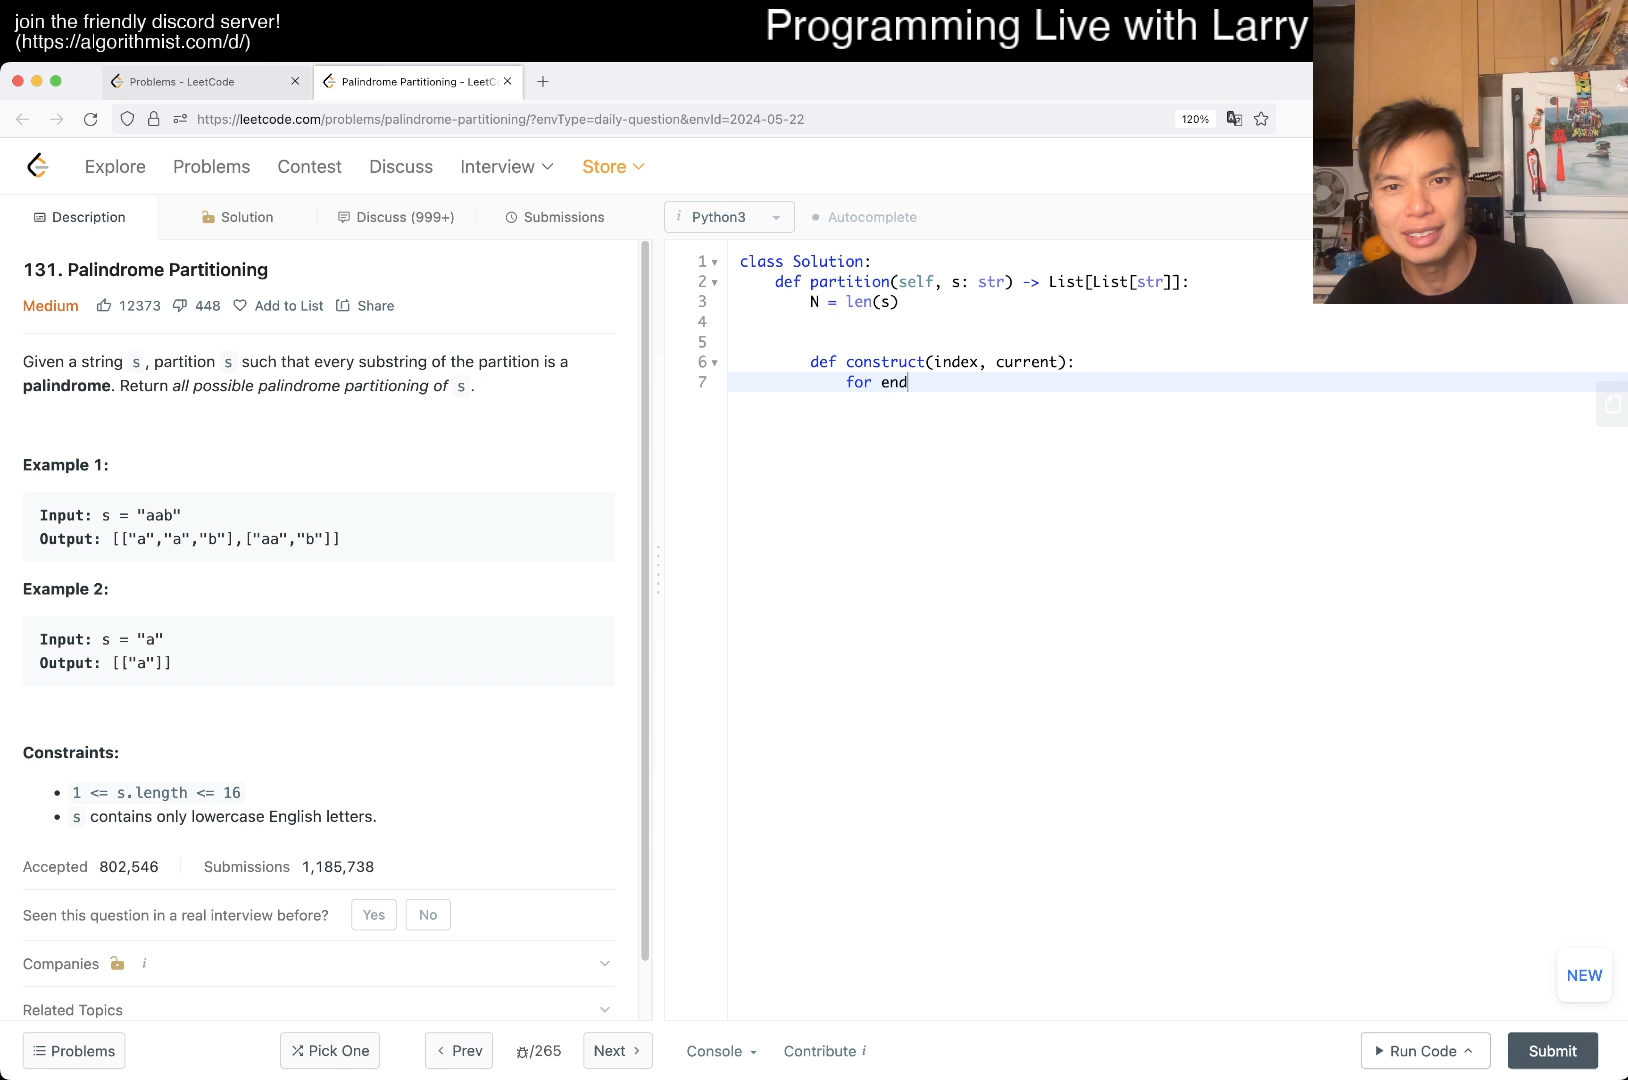 join the friendly discord server!
(https://algorithmist.com/d/)
Programming Live with Larry
Problems - LeetCode
Palindrome Partitioning - LeetC
https://leetcode.com/problems/palindrome-partitioning/?envType=daily-question&envId=2024-05-22
120%
Explore
Problems
Contest
Discuss
Interview
Store
Description
Solution
Discuss (999+)
Submissions
i Python3
Autocomplete
131. Palindrome Partitioning
Medium
12373
448
Add to List
Share
Given a string s, partition s such that every substring of the partition is a
palindrome. Return all possible palindrome partitioning of s.
Example 1:
Input: s = "aab"
Output: [["a","a","b"],["aa","b"]]
Example 2:
Input: s = "a"
Output: [["a"]]
Constraints:
• 1 <= s.length <= 16
• s contains only lowercase English letters.
Accepted 802,546
Submissions 1,185,738
Seen this question in a real interview before?
Yes
No
Companies i
Related Topics
1 class Solution:
2 def partition(self, s: str) -> List[List[str]]:
3 N = len(s)
4
5
6 def construct(index, current):
7 for end
NEW
Problems
Pick One
Prev
/265
Next
Console
Contribute i
Run Code
Submit